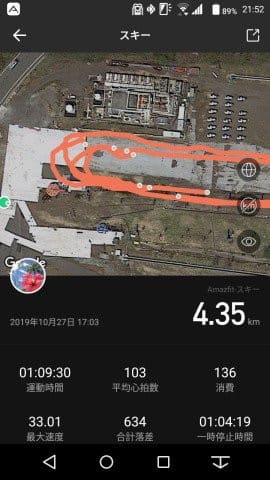 89% 21:52
スキー
Google
Amazfit-スキー
2019年10月27日 17:03
4.35 km
01:09:30 103 136
運動時間 平均心拍数 消費
33.01 634 01:04:19
最大速度 合計落差 一時停止時間